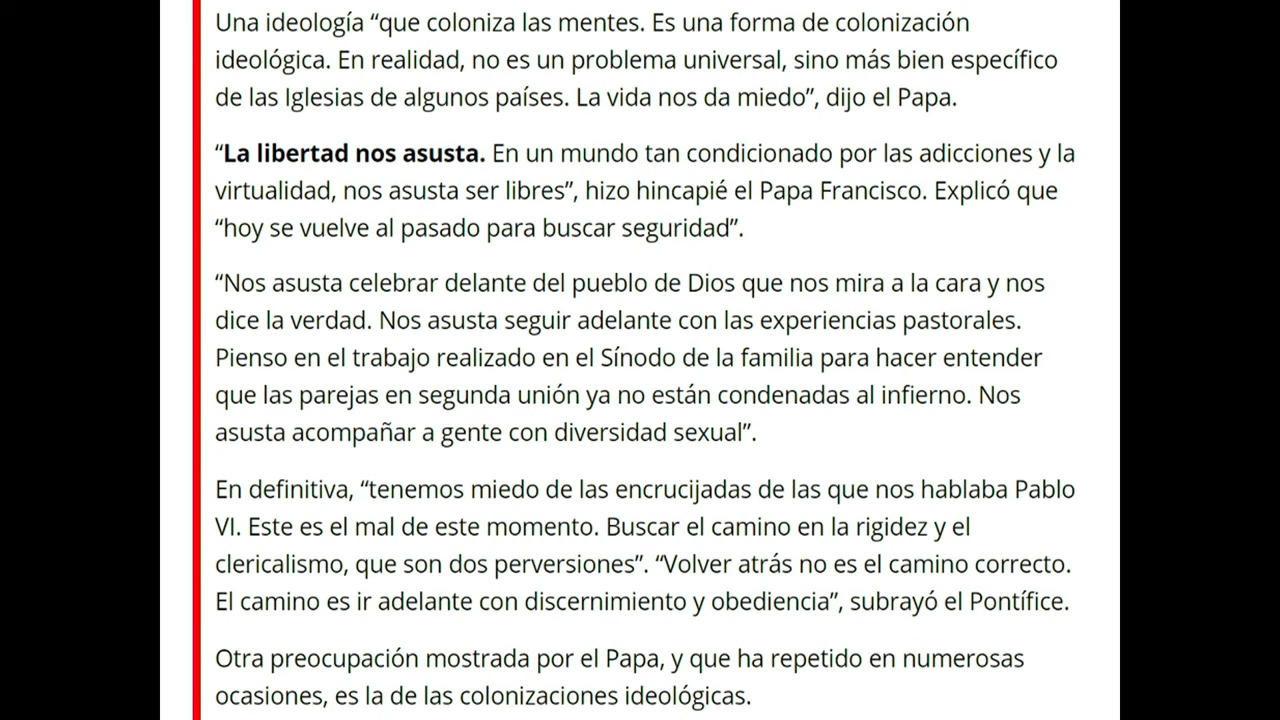 Una ideología “que coloniza las mentes. Es una forma de colonización
ideológica. En realidad, no es un problema universal, sino más bien específico
de las Iglesias de algunos países. La vida nos da miedo”, dijo el Papa.
“La libertad nos asusta. En un mundo tan condicionado por las adicciones y la
virtualidad, nos asusta ser libres”, hizo hincapié el Papa Francisco. Explicó que
“hoy se vuelve al pasado para buscar seguridad”.
“Nos asusta celebrar delante del pueblo de Dios que nos mira a la cara y nos
dice la verdad. Nos asusta seguir adelante con las experiencias pastorales.
Pienso en el trabajo realizado en el Sínodo de la familia para hacer entender
que las parejas en segunda unión ya no están condenadas al infierno. Nos
asusta acompañar a gente con diversidad sexual”.
En definitiva, “tenemos miedo de las encrucijadas de las que nos hablaba Pablo
VI. Este es el mal de este momento. Buscar el camino en la rigidez y el
clericalismo, que son dos perversiones”. “Volver atrás no es el camino correcto.
El camino es ir adelante con discernimiento y obediencia”, subrayó el Pontífice.
Otra preocupación mostrada por el Papa, y que ha repetido en numerosas
ocasiones, es la de las colonizaciones ideológicas.